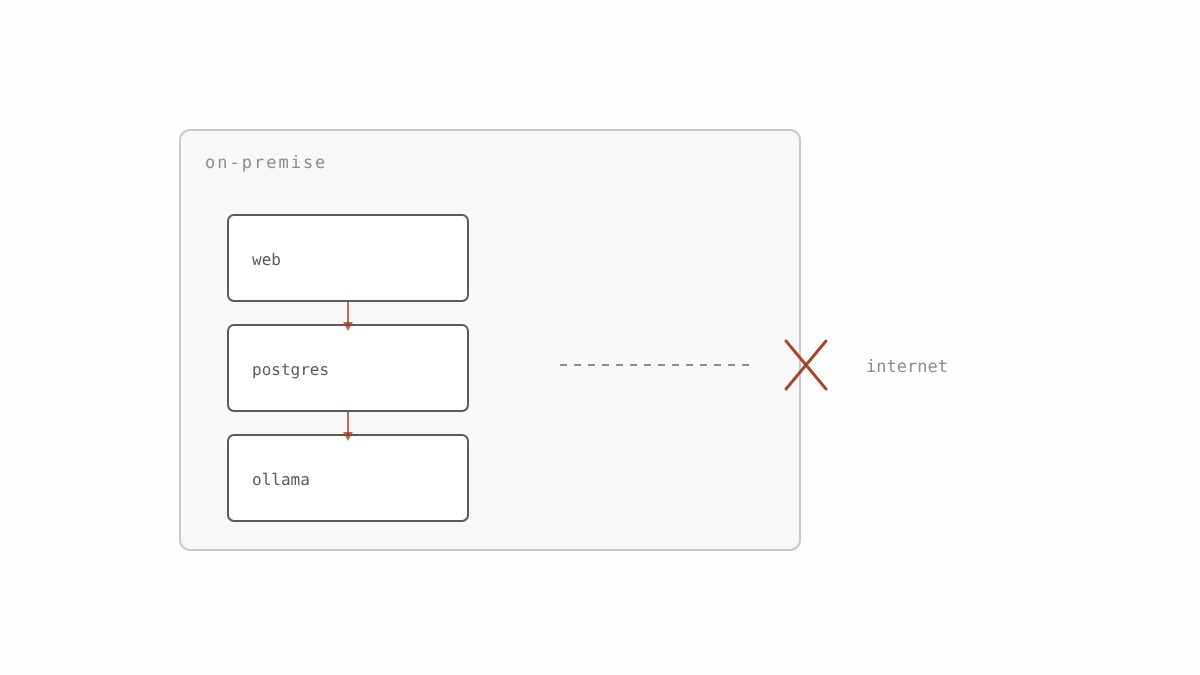 on-premise
web
postgres
internet
ollama